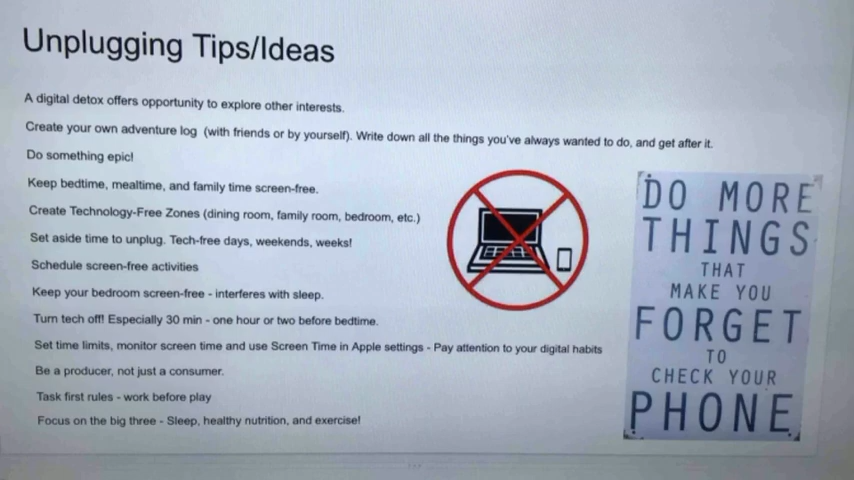 Unplugging Tips/Ideas
A digital detox offers opportunity to explore other interests.
Create your own adventure log (with friends or by yourself). Write down all the things you've always wanted to do, and get after it.
Do something epic!
Keep bedtime, mealtime, and family time screen-free.
Create Technology-Free Zones (dining room, family room, bedroom, etc.)
Set aside time to unplug. Tech-free days, weekends, weeks!
Schedule screen-free activities
Keep your bedroom screen-free - interferes with sleep.
Turn tech off! Especially 30 min - one hour or two before bedtime.
Set time limits, monitor screen time and use Screen Time in Apple settings - Pay attention to your digital habits
Be a producer, not just a consumer.
Task first rules - work before play
Focus on the big three - Sleep, healthy nutrition, and exercise!
DO MORE
THINGS
THAT
MAKE YOU
FORGET
TO
CHECK YOUR
PHONE